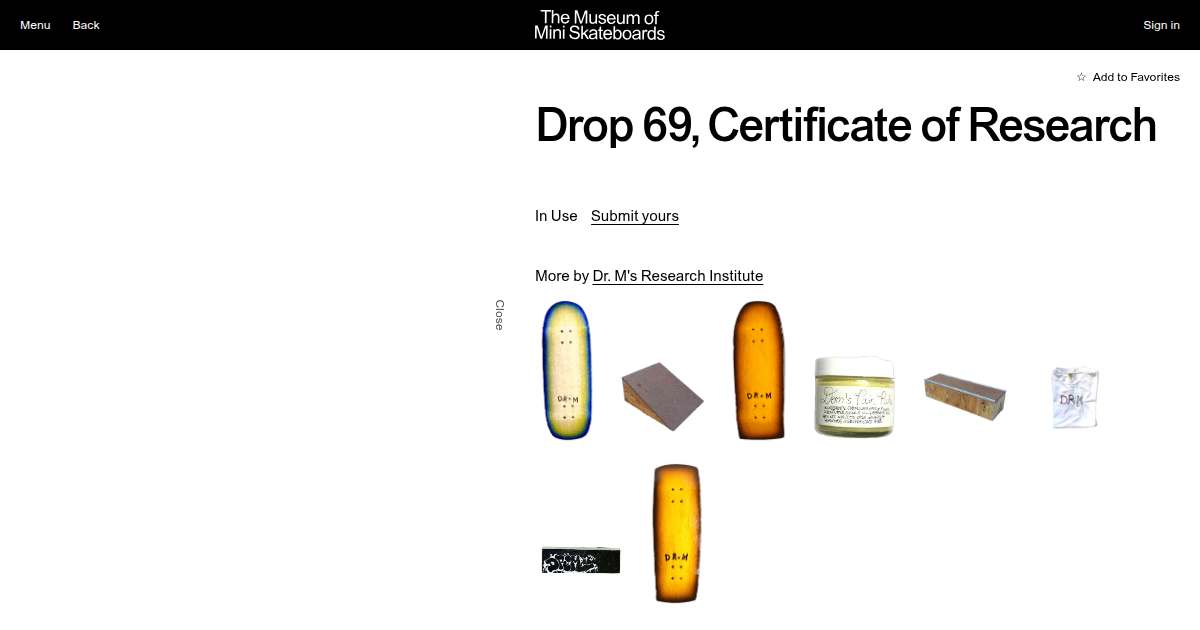 Menu
Back
The Museum of
Mini Skateboards
Sign in
☆ Add to Favorites
Drop 69, Certificate of Research
In Use
Submit yours
More by Dr. M's Research Institute
Close
DR•M
DR•M
Dom's
DRM
DR•M